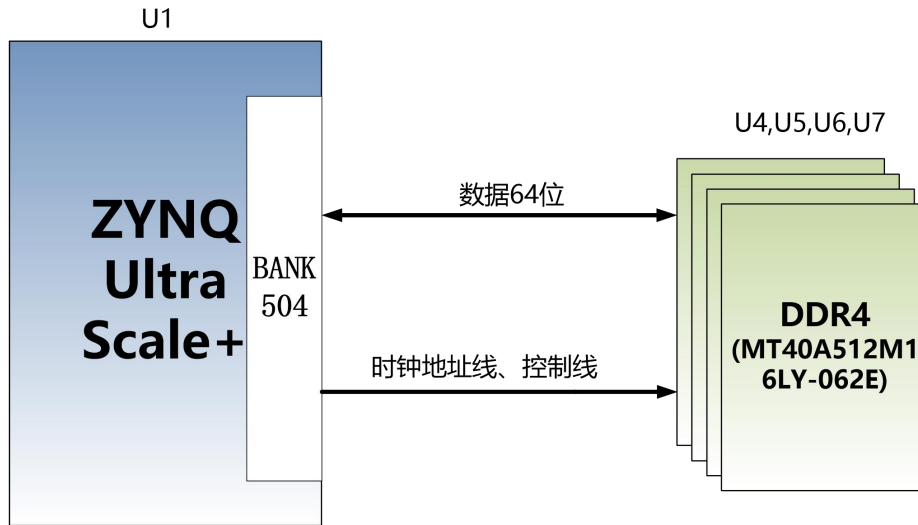 U1
U4,U5,U6,U7
数据64位
ZYNQ
Ultra
Scale+
BANK
504
时钟地址线、控制线
DDR4
(MT40A512M1
6LY-062E)